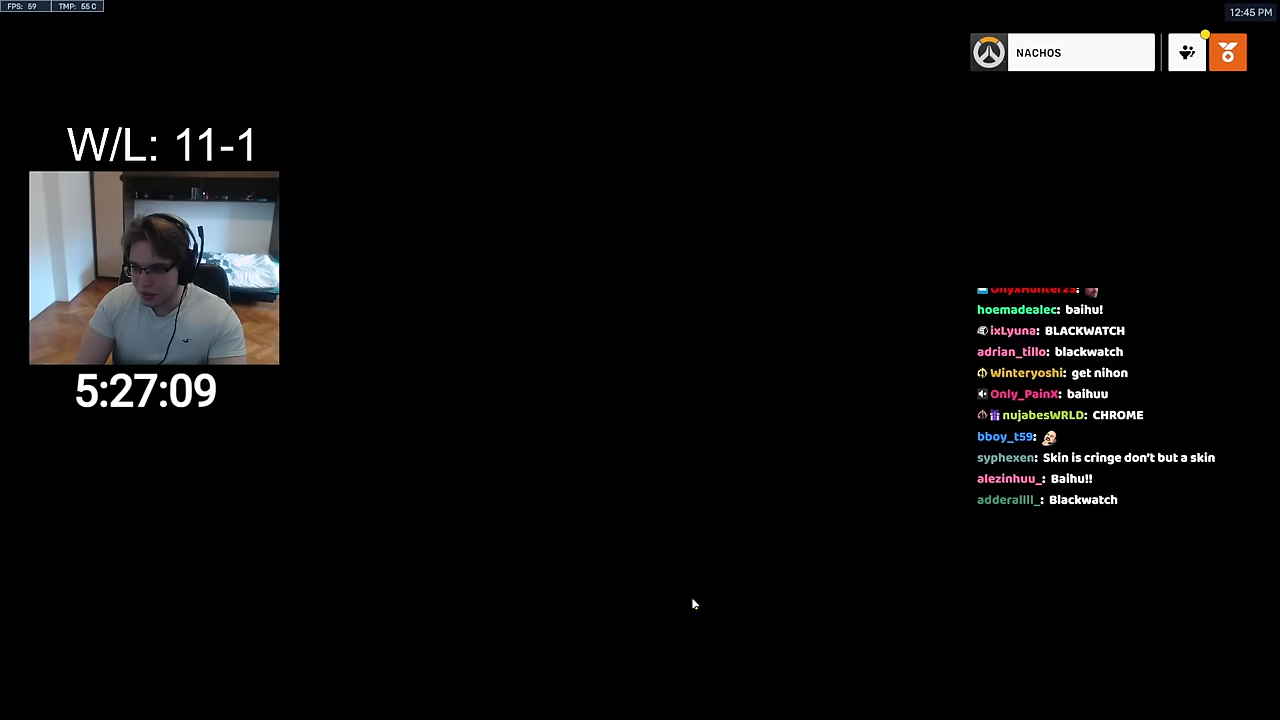 FPS: 59 TMP: 55 C
12:45 PM
NACHOS
W/L: 11-1
5:27:09
OnyxHunter29:
hoemadealec: baihu!
ixLyuna: BLACKWATCH
adrian_tillo: blackwatch
Winteryoshi: get nihon
Only_PainX: baihuu
nujabesWRLD: CHROME
bboy_t59:
syphexen: Skin is cringe don't but a skin
alezinhuu_: Baihu!!
adderallll_: Blackwatch